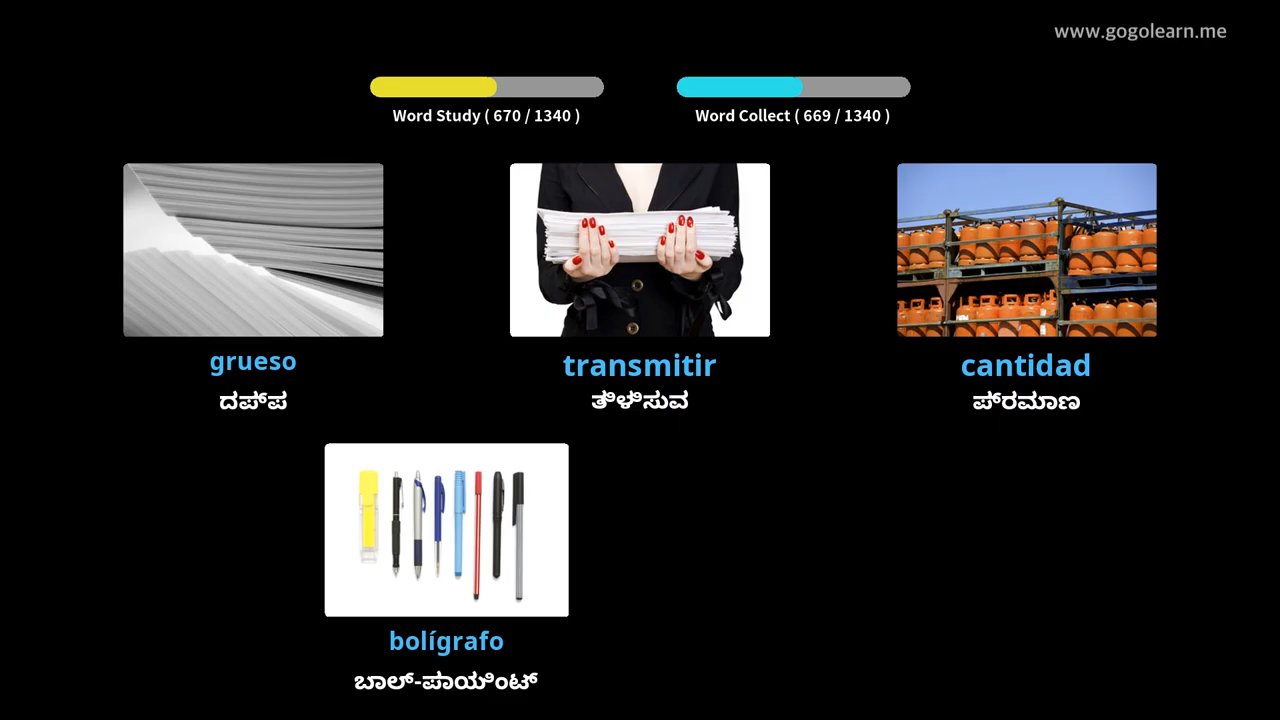 www.gogolearn.me
Word Study ( 670 / 1340 )
Word Collect ( 669 / 1340 )
grueso
ದಪ್ಪ
transmitir
ತಿಳಿಸುವ
cantidad
ಪ್ರಮಾಣ
bolígrafo
ಬಾಲ್-ಪಾಯಿಂಟ್